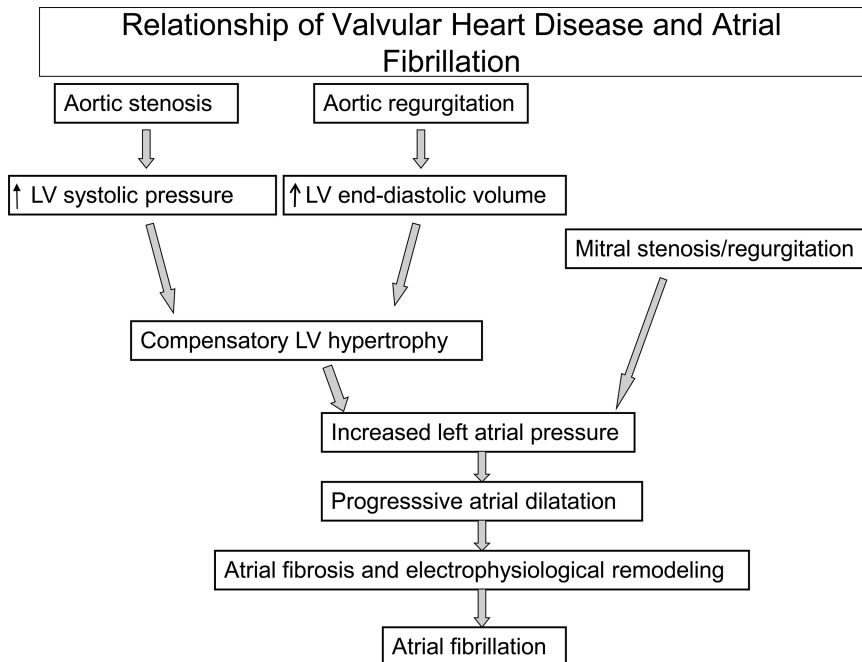 Relationship of Valvular Heart Disease and Atrial
Fibrillation
Aortic stenosis
Aortic regurgitation
↑ LV systolic pressure
↑ LV end-diastolic volume
Mitral stenosis/regurgitation
Compensatory LV hypertrophy
Increased left atrial pressure
Progresssive atrial dilatation
Atrial fibrosis and electrophysiological remodeling
Atrial fibrillation